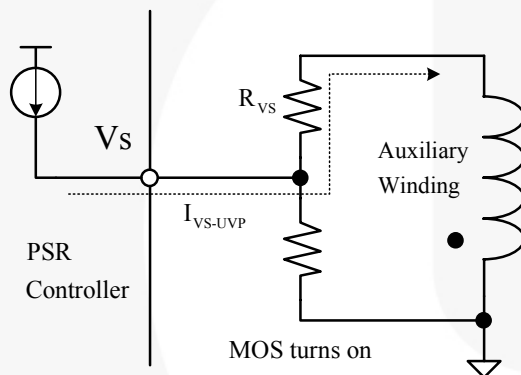 R_VS
Vs
Auxiliary
Winding
I_VS-UVP
PSR
Controller
MOS turns on